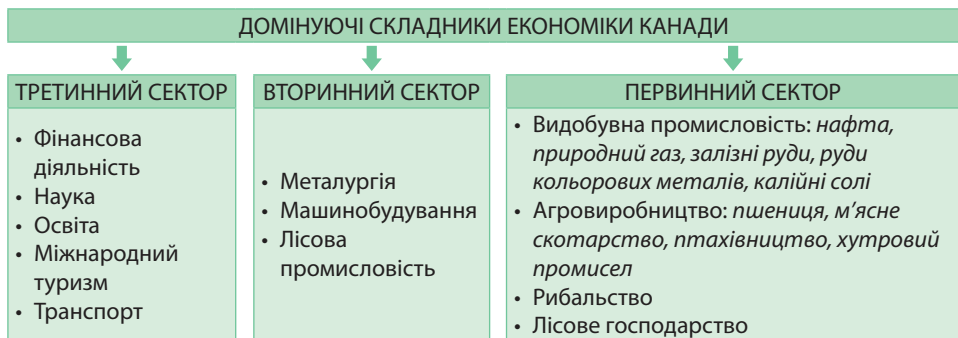 ДОМІНУЮЧІ СКЛАДНИКИ ЕКОНОМІКИ КАНАДИ
ТРЕТИННИЙ СЕКТОР
• Фінансова
діяльність
• Наука
• Освіта
• Міжнародний
туризм
• Транспорт
ВТОРИННИЙ СЕКТОР
• Металургія
• Машинобудування
• Лісова
промисловість
ПЕРВИННИЙ СЕКТОР
• Видобувна промисловість: нафта,
природний газ, залізні руди, руди
кольорових металів, калійні солі
• Агровиробництво: пшениця, м’ясне
скотарство, птахівництво, хутровий
промисел
• Рибальство
• Лісове господарство